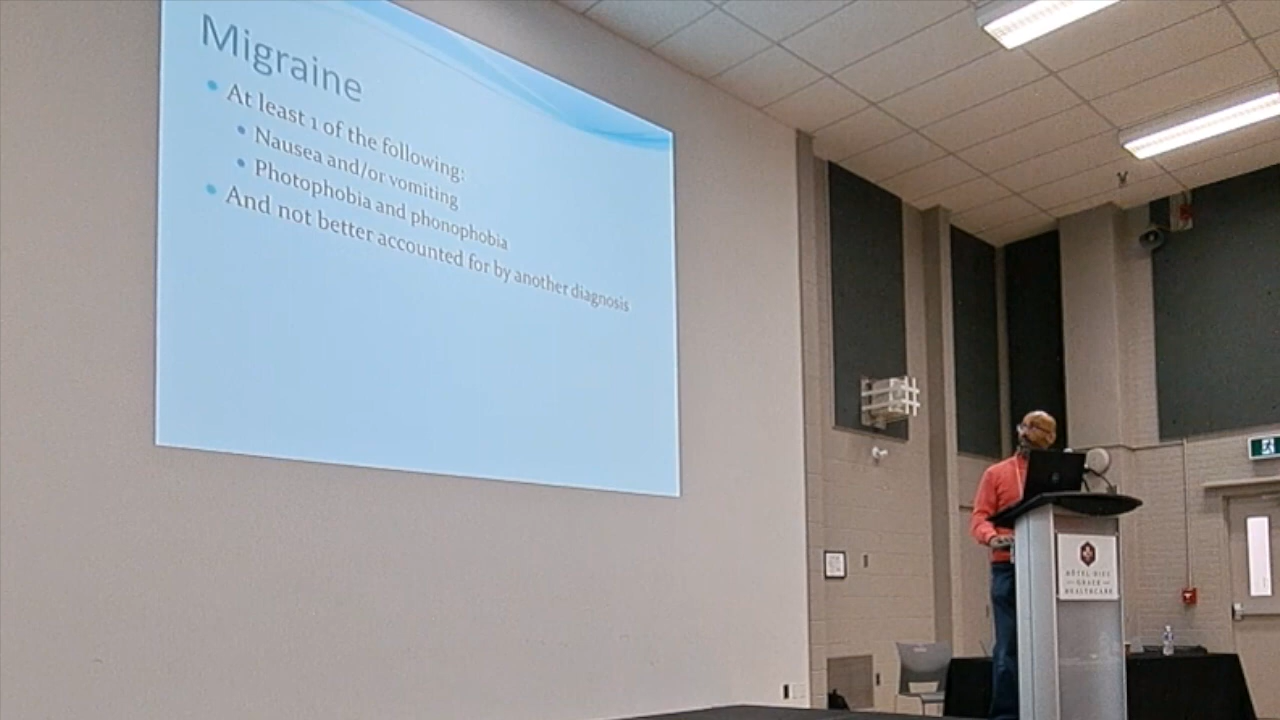 Migraine
At least 1 of the following:
Nausea and/or vomiting
Photophobia and phonophobia
And not better accounted for by another diagnosis
HÔTEL-DIEU
GRACE
HEALTHCARE